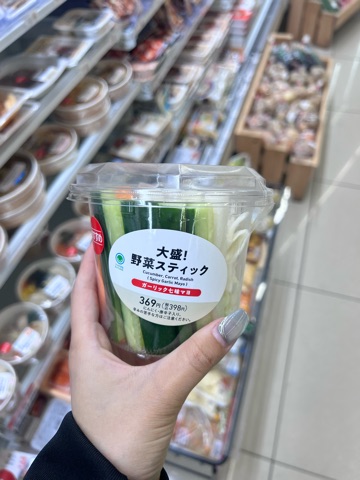 大盛!
野菜スティック
Cucumber, Carrot, Radish
(Spicy Garlic Mayo)
ガーリック七味マヨ
369円(税込398円)